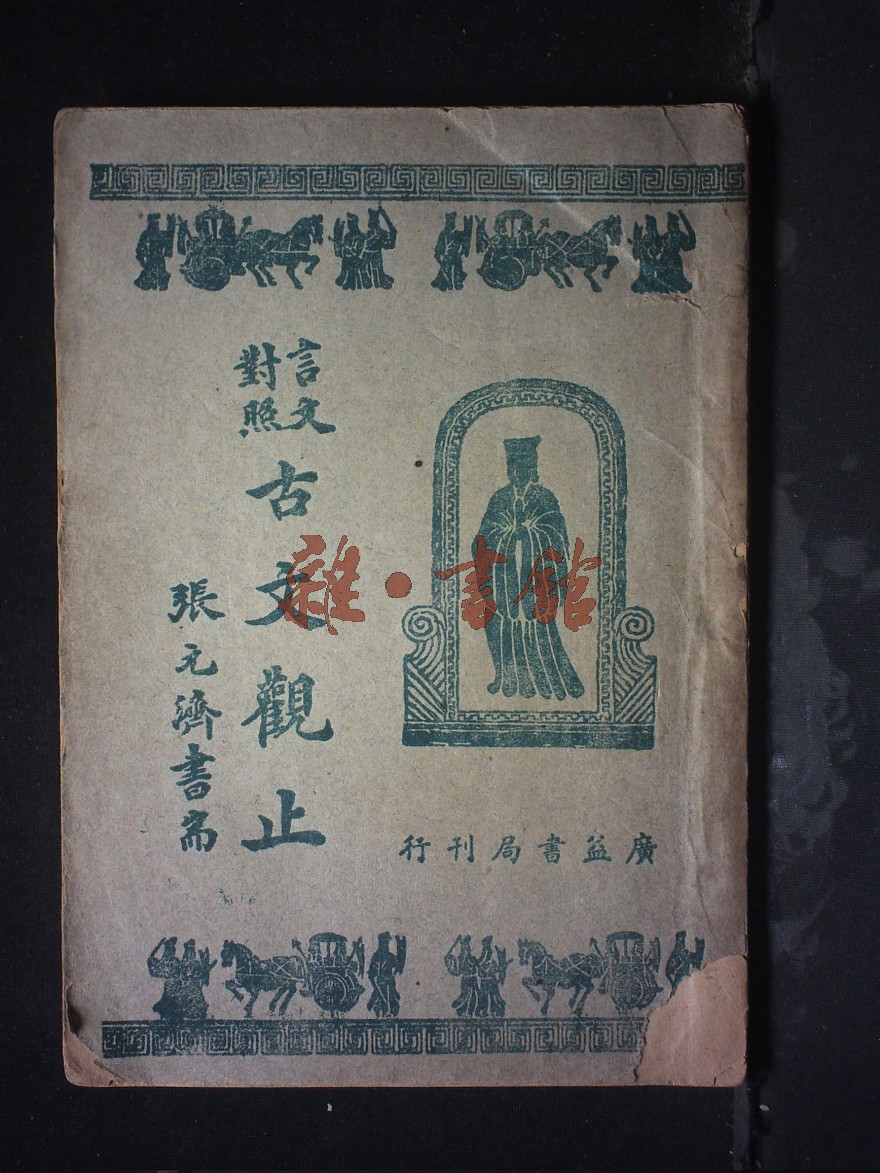 言文
對照
古文觀止
張元濟書耑
廣益書局刊行
雜·書館